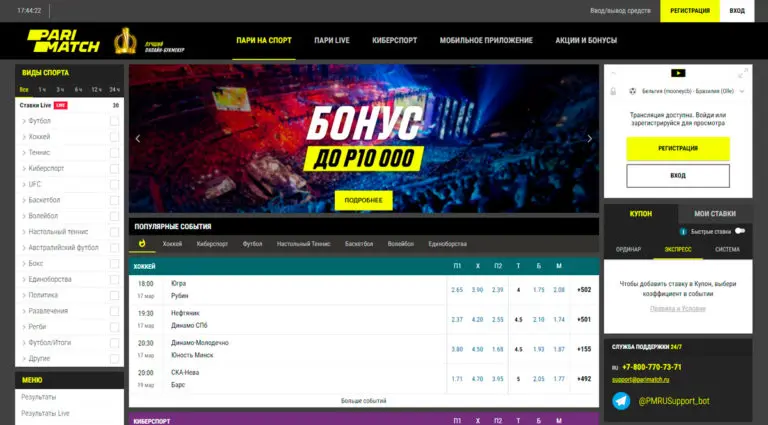 17:44:22
Ввод/вывод средств
РЕГИСТРАЦИЯ
ВХОД
PARI
MATCH
ЛУЧШИЙ
ОНЛАЙН-БУКМЕКЕР
ПАРИ НА СПОРТ
ПАРИ LIVE
КИБЕРСПОРТ
МОБИЛЬНОЕ ПРИЛОЖЕНИЕ
АКЦИИ И БОНУСЫ
ВИДЫ СПОРТА
Все 1 ч 3 ч 6 ч 12 ч 24 ч
Ставки Live LIVE 30
Футбол
Хоккей
Теннис
Киберспорт
UFC
Баскетбол
Волейбол
Настольный теннис
Австралийский футбол
Бокс
Единоборства
Политика
Развлечения
Регби
Футбол/Итоги
Другие
МЕНЮ
Результаты
Результаты Live
БОНУС
ДО Р10 000
ПОДРОБНЕЕ
ПОПУЛЯРНЫЕ СОБЫТИЯ
Хоккей Киберспорт Футбол Настольный Теннис Баскетбол Волейбол Единоборства
ХОККЕЙ П1 X П2 Т Б М
18:00 Югра 2.65 3.90 2.39 4 1.75 2.08 +502
17 мар Рубин
19:30 Нефтяник 2.37 4.20 2.55 4.5 2.10 1.74 +501
17 мар Динамо СПб
20:30 Динамо-Молодечно 3.80 4.50 1.68 4.5 1.93 1.87 +155
17 мар Юность Минск
20:00 СКА-Нева 1.71 4.70 3.95 5 2.05 1.77 +492
19 мар Барс
Больше событий
КИБЕРСПОРТ П1 X П2 Т Б М
Бельгия (mooneycb) - Бразилия (Olle)
Трансляция доступна. Войди или
зарегистрируйся для просмотра
РЕГИСТРАЦИЯ
ВХОД
КУПОН
МОИ СТАВКИ
Быстрые ставки
ОРДИНАР ЭКСПРЕСС СИСТЕМА
Чтобы добавить ставку в Купон, выбери
коэффициент в событии
Правила и Условия
СЛУЖБА ПОДДЕРЖКИ 24/7
RU +7-800-770-73-71
support@parimatch.ru
@PMRUSupport_bot